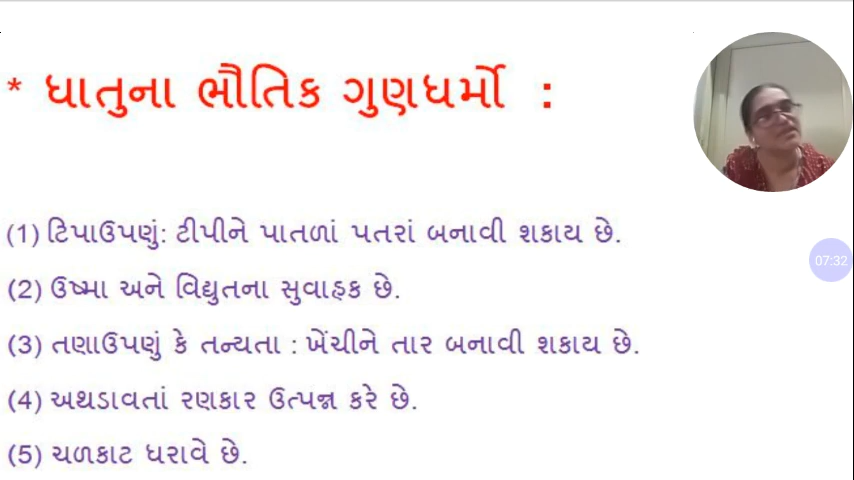 * ધાતુના ભૌતિક ગુણધર્મો :
(1) ટિપાઉપણું: ટીપીને પાતળાં પતરાં બનાવી શકાય છે.
(2) ઉષ્મા અને વિદ્યુતના સુવાહક છે.
(3) તણાઉપણું કે તન્યતા : ખેંચીને તાર બનાવી શકાય છે.
(4) અથડાવતાં રણકાર ઉત્પન્ન કરે છે.
(5) ચળકાટ ધરાવે છે.
07:32